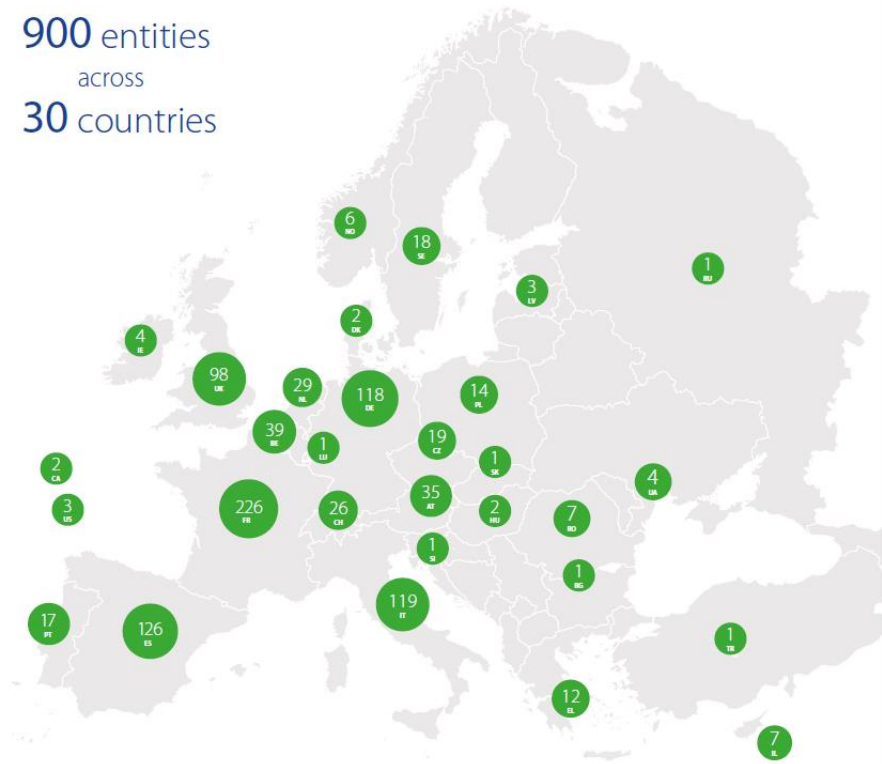 900 entities
across
30 countries
6
NO
18
SE
1
RU
3
LV
2
DK
4
IE
98
UK
29
NL
118
DE
14
PL
39
BE
1
LU
19
CZ
1
SK
2
CA
4
UA
35
AT
3
US
226
FR
26
CH
2
HU
7
RO
1
SI
1
BG
119
IT
17
PT
126
ES
1
TR
12
EL
7
IL